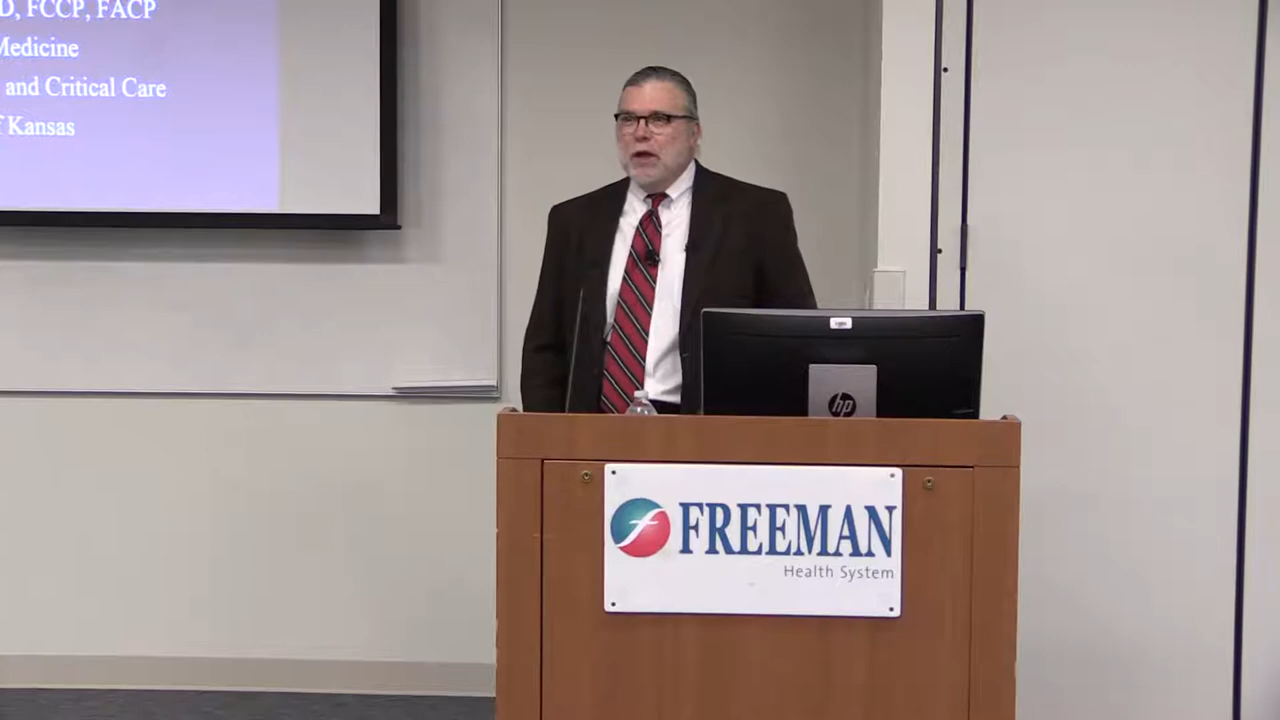 D, FCCP, FACP
Medicine
and Critical Care
f Kansas
hp
FREEMAN
Health System